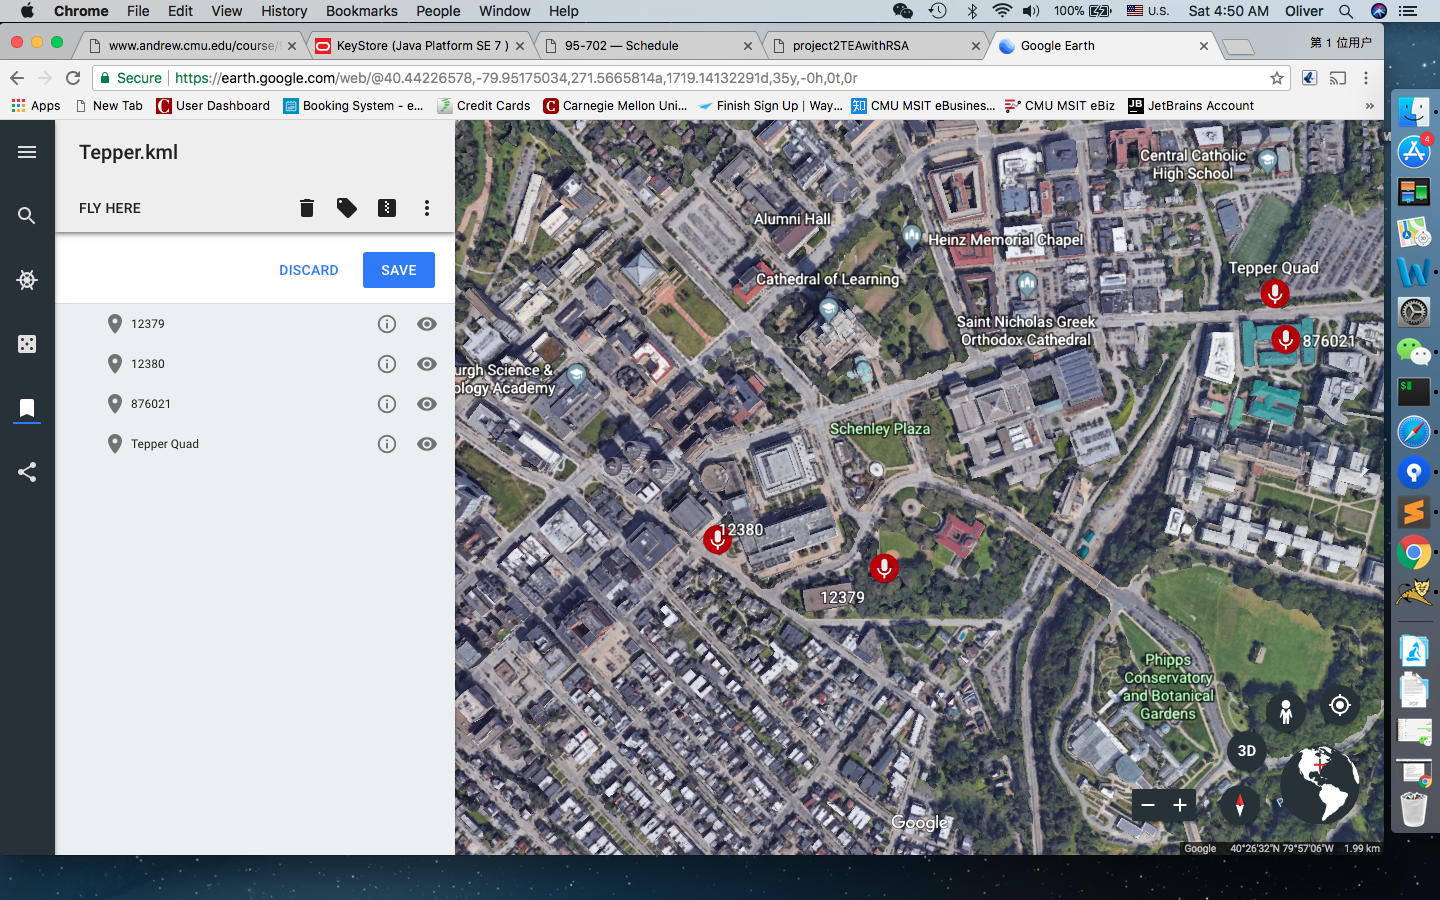 Chrome File Edit View History Bookmarks People Window Help 100% U.S. Sat 4:50 AM Oliver
www.andrew.cmu.edu/course/ KeyStore (Java Platform SE 7 ) 95-702 — Schedule project2TEAwithRSA Google Earth 第 1 位用户
Secure https://earth.google.com/web/@40.44226578,-79.95175034,271.5665814a,1719.14132291d,35y,-0h,0t,0r
Apps New Tab User Dashboard Booking System - e... Credit Cards Carnegie Mellon Uni... Finish Sign Up | Way... CMU MSIT eBusines... CMU MSIT eBiz JetBrains Account »
Tepper.kml
FLY HERE
DISCARD SAVE
12379
12380
876021
Tepper Quad
Central Catholic
High School
Alumni Hall
Heinz Memorial Chapel
Cathedral of Learning
Tepper Quad
Saint Nicholas Greek
Orthodox Cathedral
876021
urgh Science &
ology Academy
Schenley Plaza
12380
12379
Phipps
Conservatory
and Botanical
Gardens
3D
Google
Google 40°26'32"N 79°57'06"W 1.99 km
4